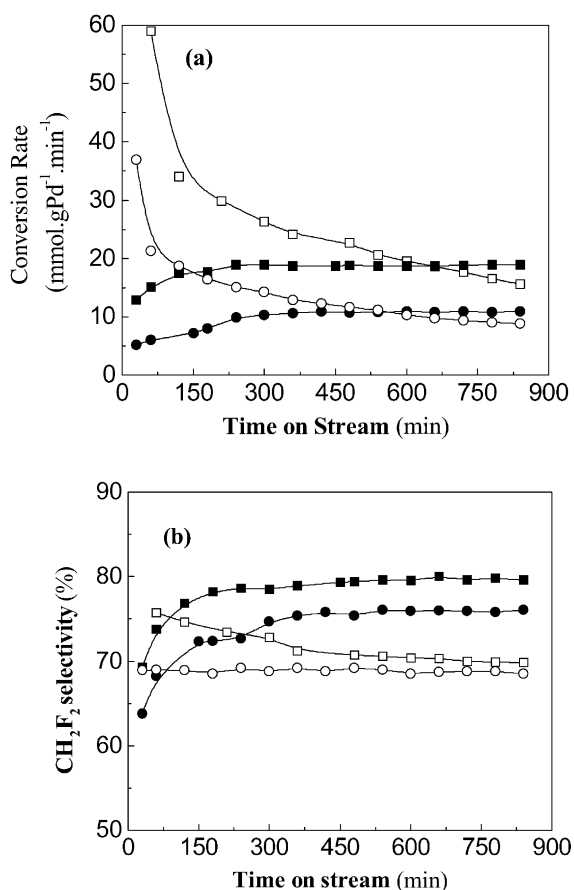 (a)
60
50
40
30
20
10
0
Conversion Rate
(mmol.gPd⁻¹.min⁻¹)
0 150 300 450 600 750 900
Time on Stream (min)
(b)
90
80
70
60
50
CH₂F₂ selectivity (%)
0 150 300 450 600 750 900
Time on stream (min)